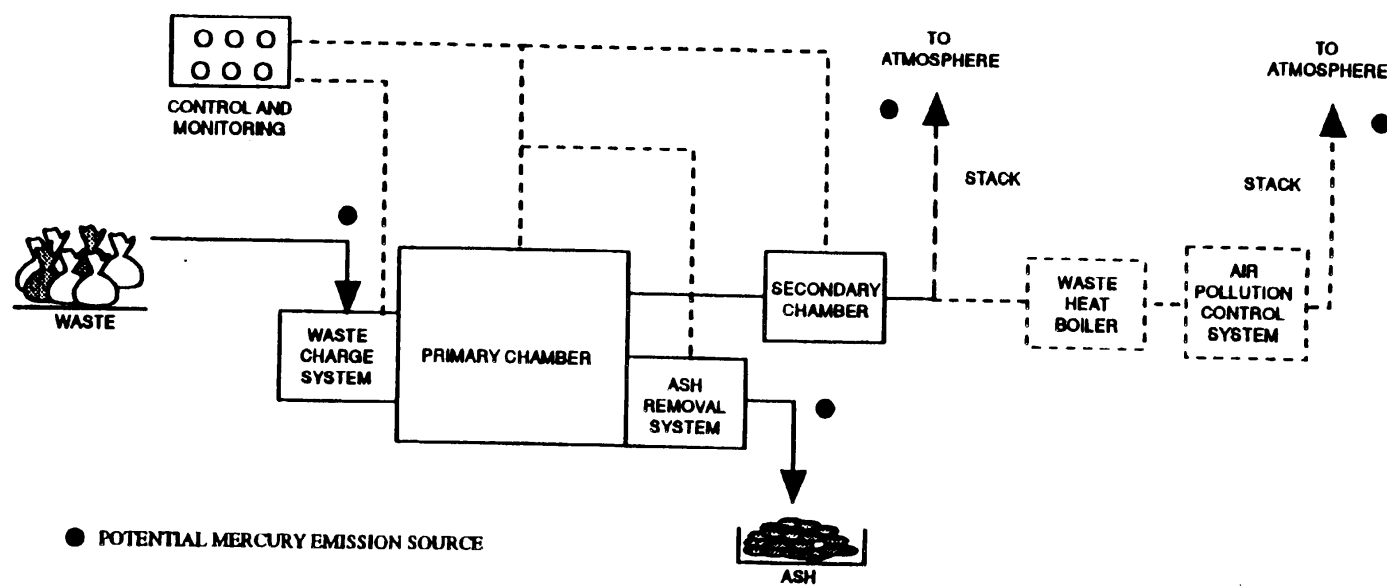 TO
ATMOSPHERE
TO
ATMOSPHERE
CONTROL AND
MONITORING
STACK
STACK
WASTE
WASTE
CHARGE
SYSTEM
PRIMARY CHAMBER
SECONDARY
CHAMBER
WASTE
HEAT
BOILER
AIR
POLLUTION
CONTROL
SYSTEM
ASH
REMOVAL
SYSTEM
POTENTIAL MERCURY EMISSION SOURCE
ASH